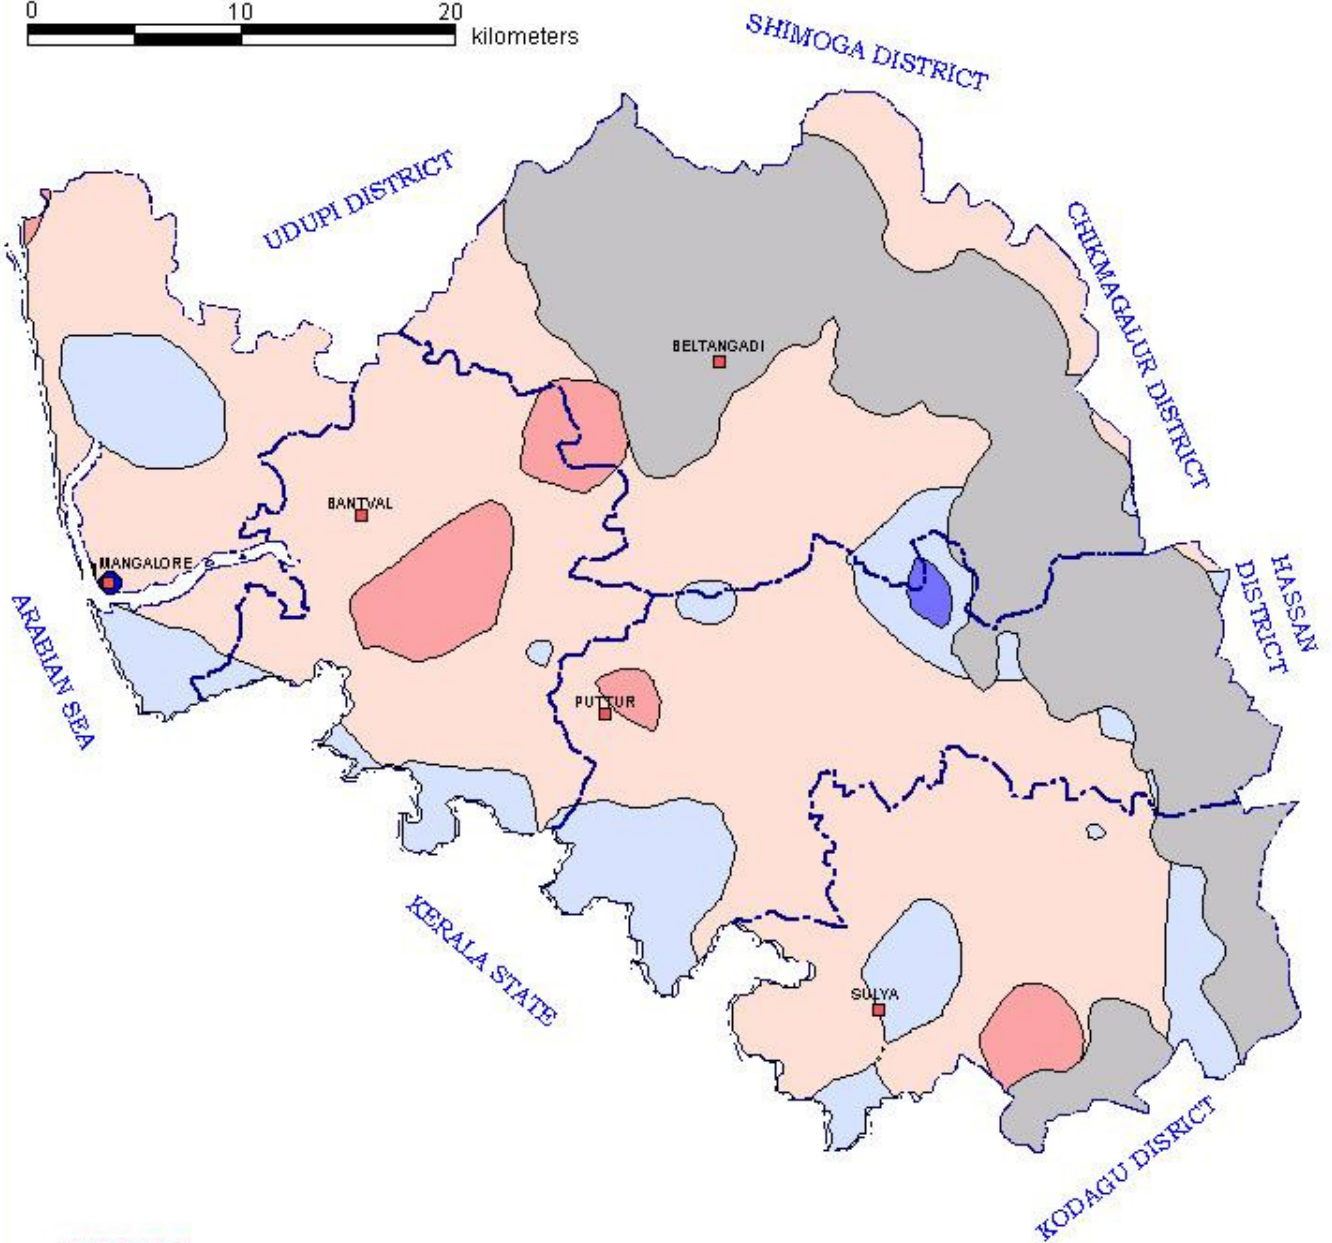 0 10 20
kilometers
SHIMOGA DISTRICT
UDUPI DISTRICT
CHIKMAGALUR DISTRICT
BELTANGADI
BANTVAL
MANGALORE
HASSAN
DISTRICT
ARABIAN SEA
PUTTUR
KERALA STATE
SULYA
KODAGU DISRICT